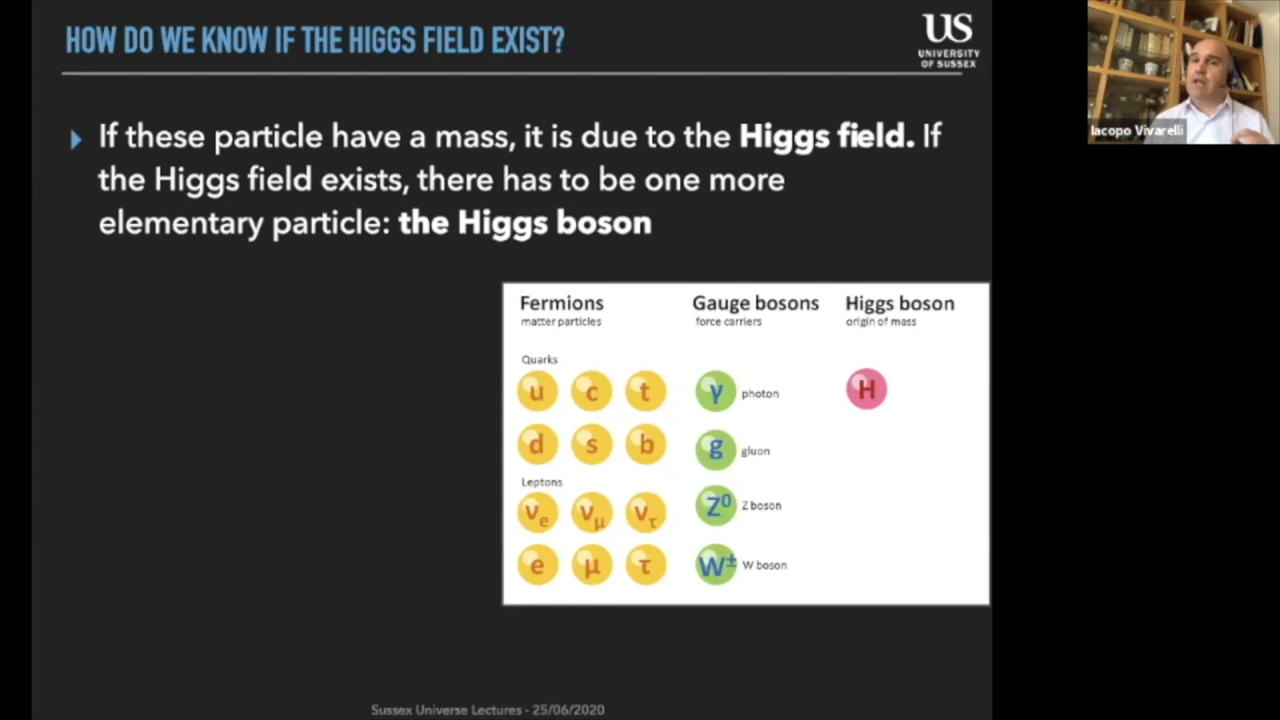 HOW DO WE KNOW IF THE HIGGS FIELD EXIST?
US
UNIVERSITY
OF SUSSEX
Iacopo Vivarelli
If these particle have a mass, it is due to the Higgs field. If
the Higgs field exists, there has to be one more
elementary particle: the Higgs boson
Fermions
matter particles
Gauge bosons
force carriers
Higgs boson
origin of mass
Quarks
u c t
γ photon
H
d s b
g gluon
Leptons
νe νμ ντ
Z⁰ Z boson
e μ τ
W± W boson
Sussex Universe Lectures - 25/06/2020